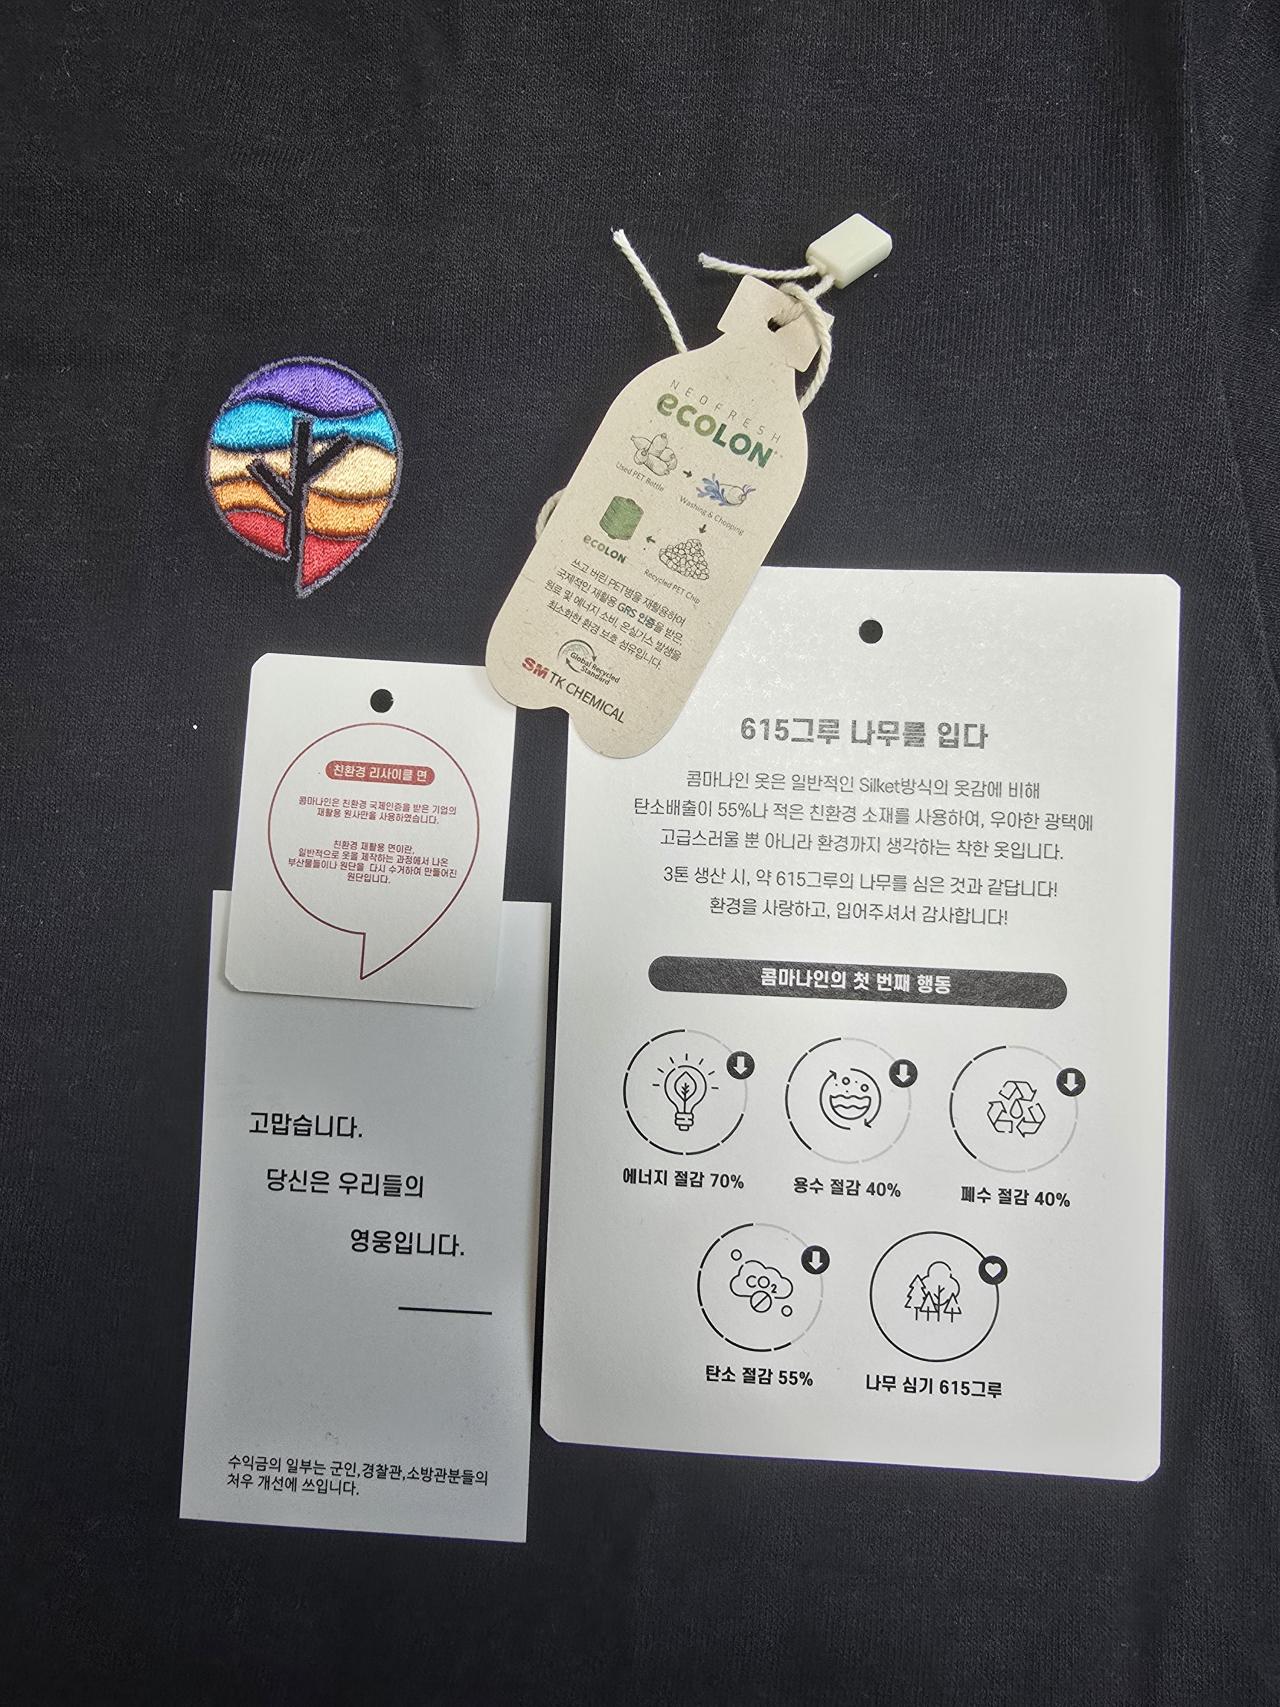 NEOFRESH
ECOLON
Used PET Bottle
Washing & Chopping
ECOLON
Recycled PET Chip
쓰고 버린 PET병을 재활용하여
국제적인 재활용 GRS 인증을 받은,
원료 및 에너지 소비, 온실가스 발생을
최소화한 환경 보호 섬유입니다.
Global Recycled
Standard
SM TK CHEMICAL
친환경 리사이클 면
콤마나인은 친환경 국제인증을 받은 기업의
재활용 원사만을 사용하였습니다.
친환경 재활용 면이란,
일반적으로 옷을 제작하는 과정에서 나온
부산물들이나 원단을 다시 수거하여 만들어진
원단입니다.
고맙습니다.
당신은 우리들의
영웅입니다.
수익금의 일부는 군인,경찰관,소방관분들의
처우 개선에 쓰입니다.
615그루 나무를 입다
콤마나인 옷은 일반적인 Silket방식의 옷감에 비해
탄소배출이 55%나 적은 친환경 소재를 사용하여, 우아한 광택에
고급스러울 뿐 아니라 환경까지 생각하는 착한 옷입니다.
3톤 생산 시, 약 615그루의 나무를 심은 것과 같답니다!
환경을 사랑하고, 입어주셔서 감사합니다!
콤마나인의 첫 번째 행동
에너지 절감 70%
용수 절감 40%
폐수 절감 40%
CO2
탄소 절감 55%
나무 심기 615그루